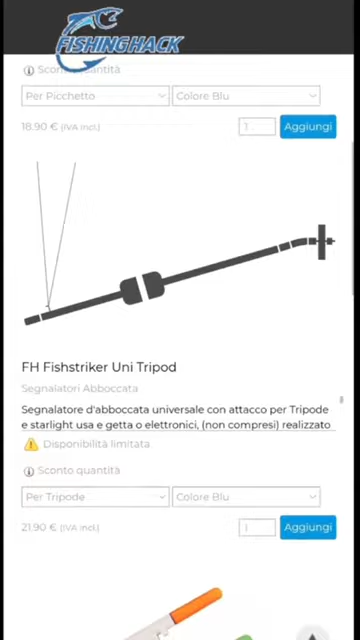 FISHINGHACK
Sconto quantità
Per Picchetto
Colore Blu
18.90 € (IVA incl.)
1
Aggiungi
FH Fishstriker Uni Tripod
Segnalatori Abboccata
Segnalatore d'abboccata universale con attacco per Tripode
e starlight usa e getta o elettronici, (non compresi) realizzato
Disponibilità limitata
Sconto quantità
Per Tripode
Colore Blu
21.90 € (IVA incl.)
1
Aggiungi